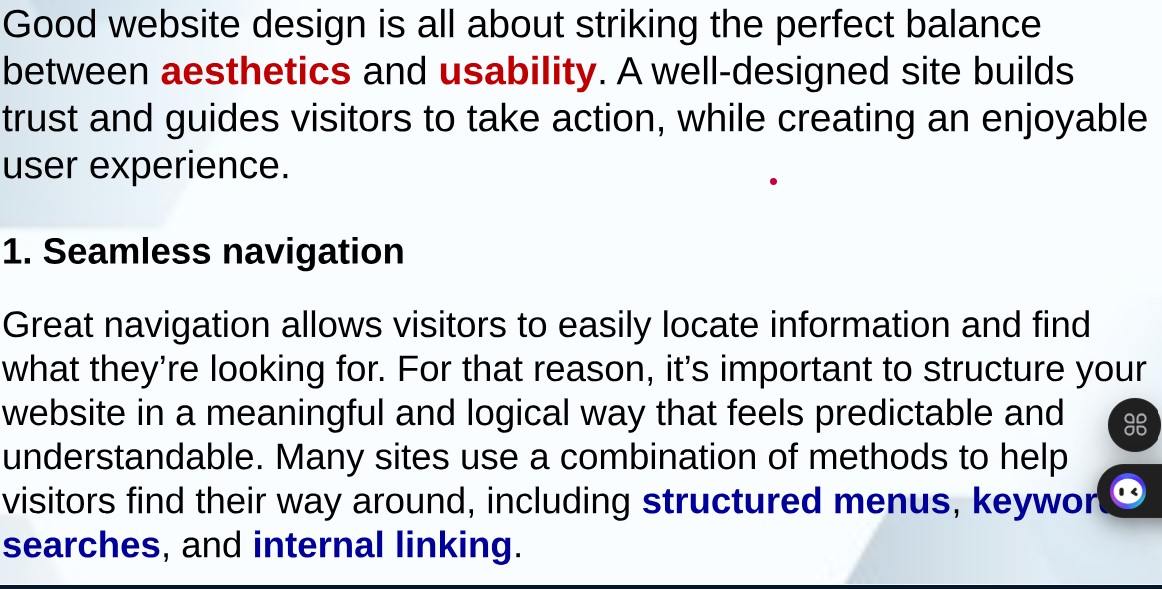 Good website design is all about striking the perfect balance
between aesthetics and usability. A well-designed site builds
trust and guides visitors to take action, while creating an enjoyable
user experience.
1. Seamless navigation
Great navigation allows visitors to easily locate information and find
what they’re looking for. For that reason, it’s important to structure your
website in a meaningful and logical way that feels predictable and
understandable. Many sites use a combination of methods to help
visitors find their way around, including structured menus, keyword
searches, and internal linking.